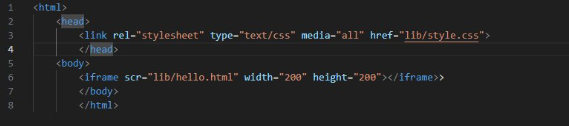 1 <html>
2 <head>
3 <link rel="stylesheet" type="text/css" media="all" href="lib/style.css">
4 </head>
5 <body>
6 <iframe scr="lib/hello.html" width="200" height="200"></iframe>>
7 </body>
8 </html>